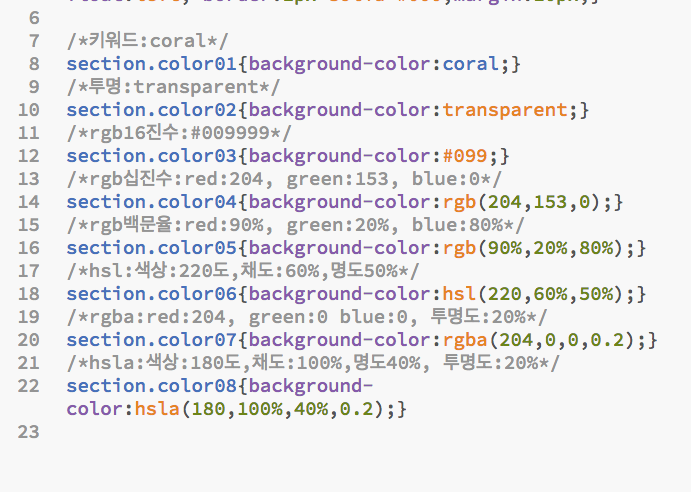 6
7 /*키워드:coral*/
8 section.color01{background-color:coral;}
9 /*투명:transparent*/
10 section.color02{background-color:transparent;}
11 /*rgb16진수:#009999*/
12 section.color03{background-color:#099;}
13 /*rgb십진수:red:204, green:153, blue:0*/
14 section.color04{background-color:rgb(204,153,0);}
15 /*rgb백문율:red:90%, green:20%, blue:80%*/
16 section.color05{background-color:rgb(90%,20%,80%);}
17 /*hsl:색상:220도,채도:60%,명도50%*/
18 section.color06{background-color:hsl(220,60%,50%);}
19 /*rgba:red:204, green:0 blue:0, 투명도:20%*/
20 section.color07{background-color:rgba(204,0,0,0.2);}
21 /*hsla:색상:180도,채도:100%,명도40%, 투명도:20%*/
22 section.color08{background-
color:hsla(180,100%,40%,0.2);}
23